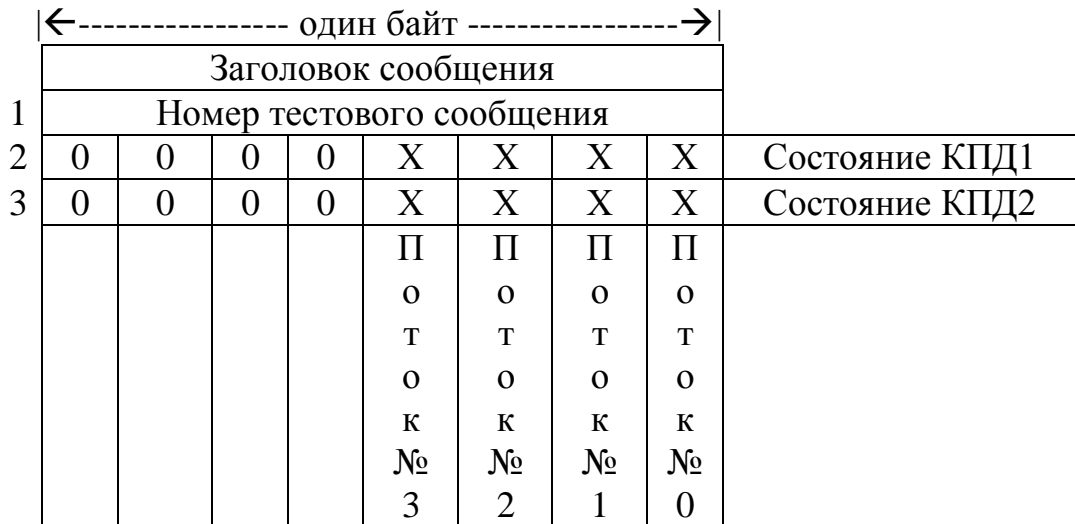 |←----------------- один байт -----------------→|
Заголовок сообщения
1 Номер тестового сообщения
2 0 0 0 0 X X X X Состояние КПД1
3 0 0 0 0 X X X X Состояние КПД2
П П П П
о о о о
т т т т
о о о о
к к к к
№ № № №
3 2 1 0